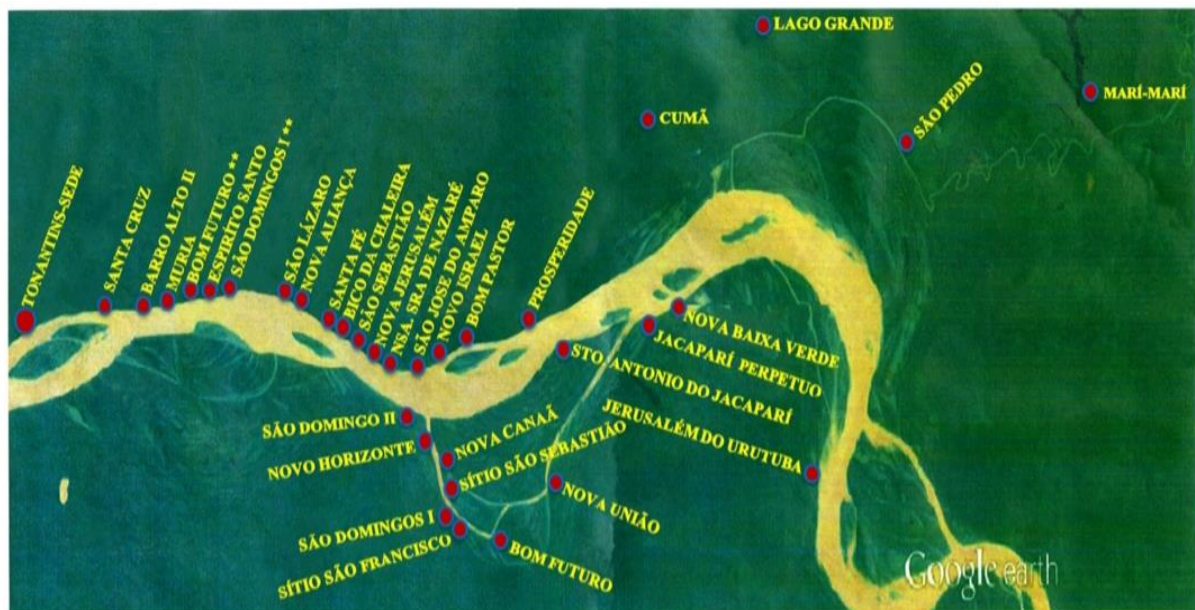 LAGO GRANDE
MARÍ-MARÍ
CUMÃ
SÃO PEDRO
TONANTINS-SEDE
SANTA CRUZ
BARRO ALTO II
MURIA
BOM FUTURO **
ESPIRÍTO SANTO
SÃO DOMINGOS I **
SÃO LÁZARO
NOVA ALIANÇA
SANTA FÉ
BICO DA CHALEIRA
SÃO SEBASTIÃO
NOVA JERUSALÉM
NSA. SRA DE NAZARÉ
SÃO JOSE DO AMPARO
NOVO ISRAEL
BOM PASTOR
PROSPERIDADE
NOVA BAIXA VERDE
JACAPARÍ PERPETUO
STO. ANTONIO DO JACAPARÍ
JERUSALÉM DO URUTUBA
SÃO DOMINGO II
NOVO HORIZONTE
NOVA CANAÃ
SÍTIO SÃO SEBASTIÃO
NOVA UNIÃO
SÃO DOMINGOS I
SÍTIO SÃO FRANCISCO
BOM FUTURO
Google earth